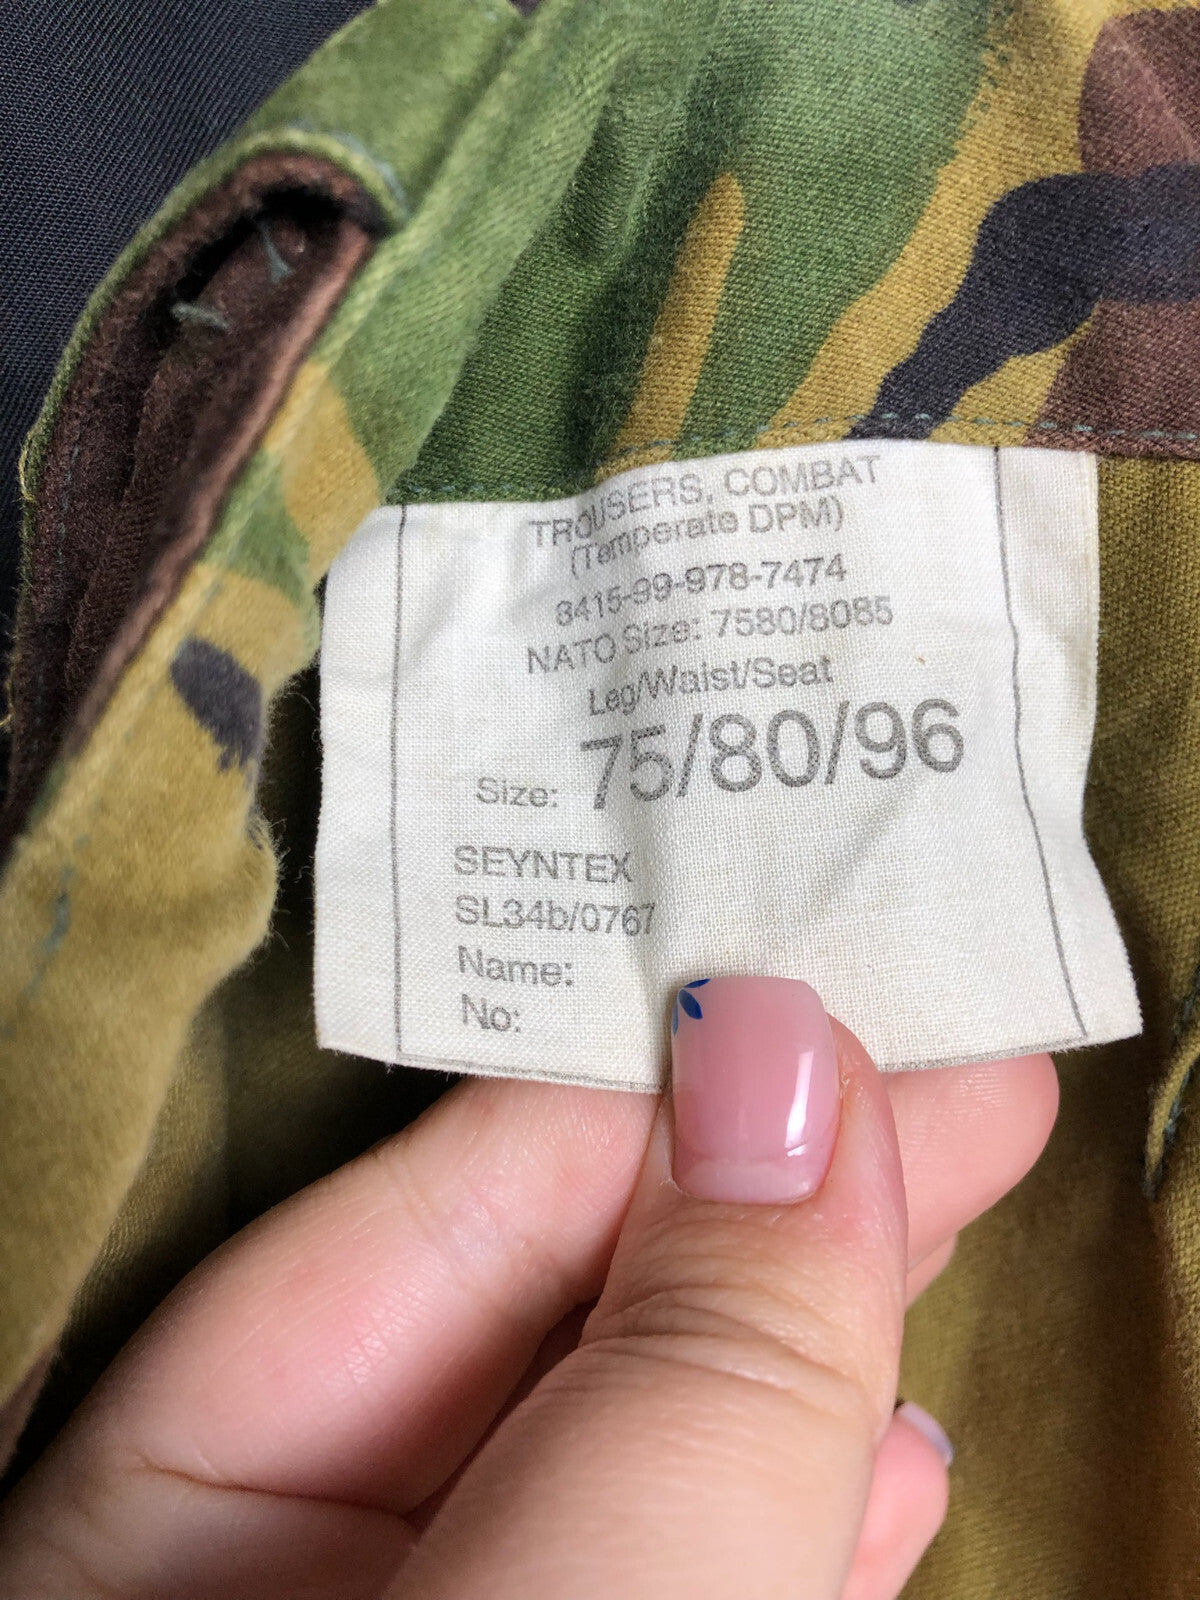 TROUSERS, COMBAT
(Temperate DPM)
8415-99-978-7474
NATO Size: 7580/8085
Leg/Waist/Seat
Size: 75/80/96
SEYNTEX
SL34b/0767
Name:
No: